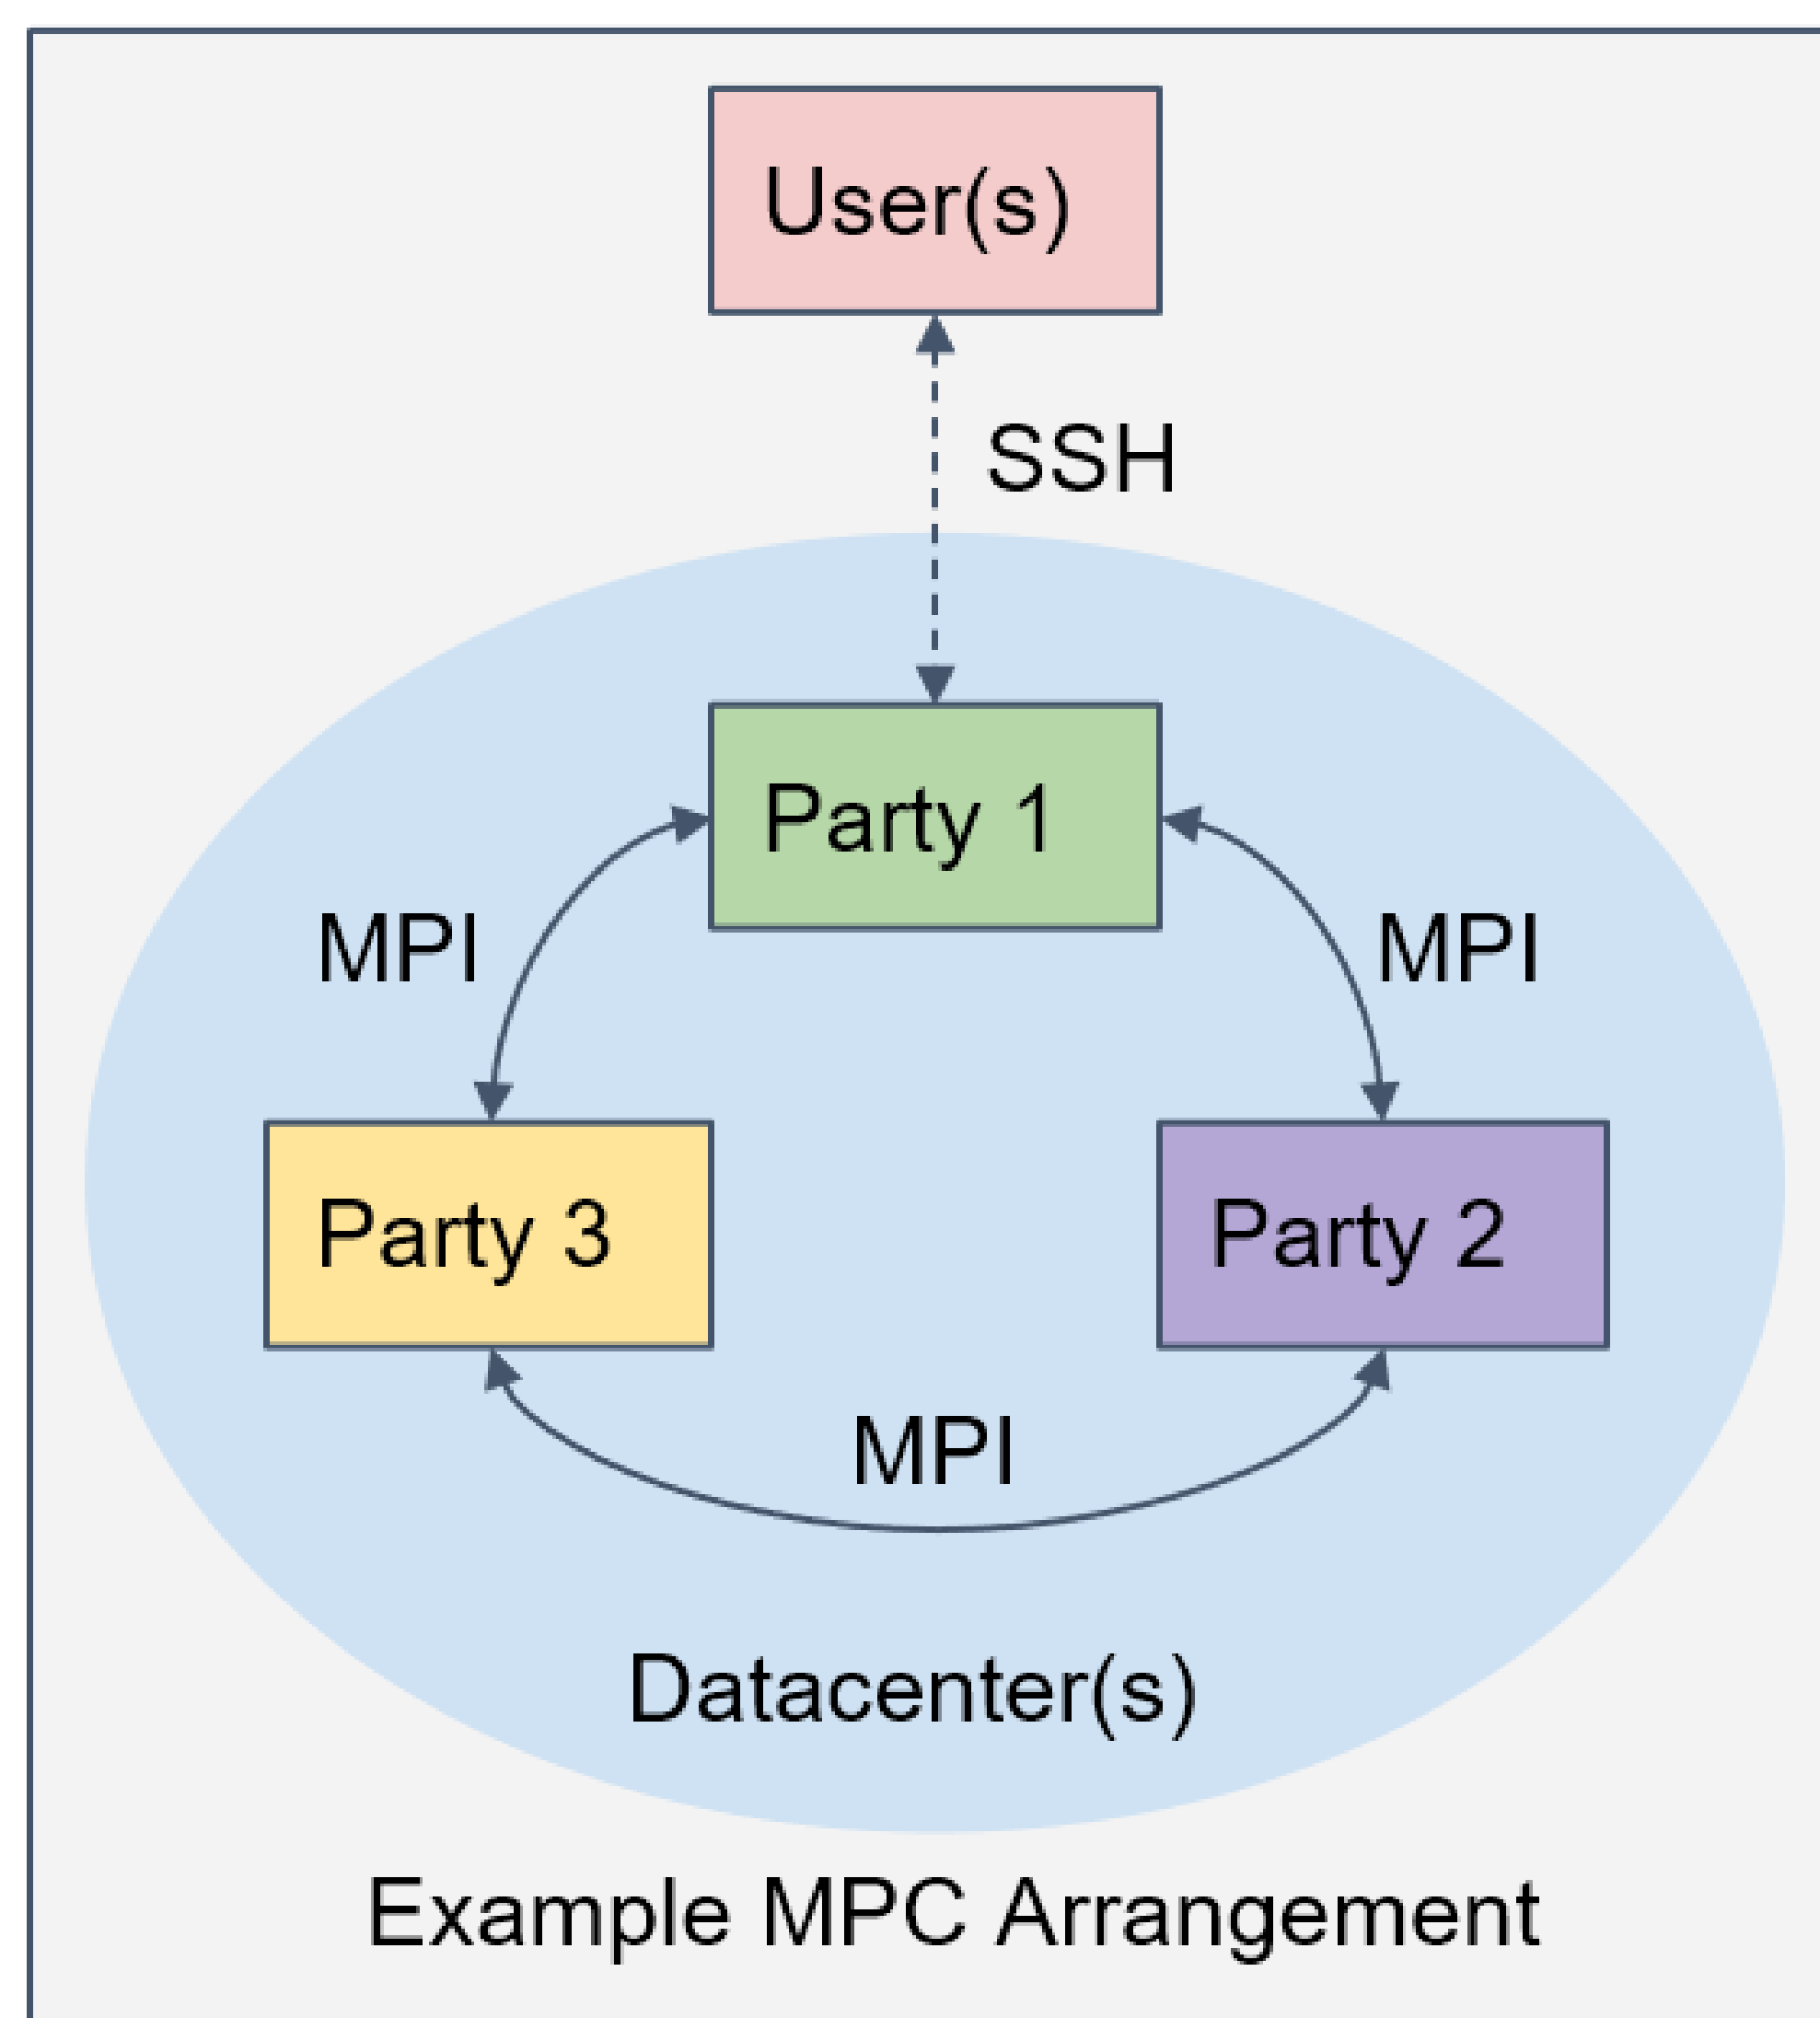 User(s)
SSH
Party 1
MPI
MPI
Party 3
Party 2
MPI
Datacenter(s)
Example MPC Arrangement